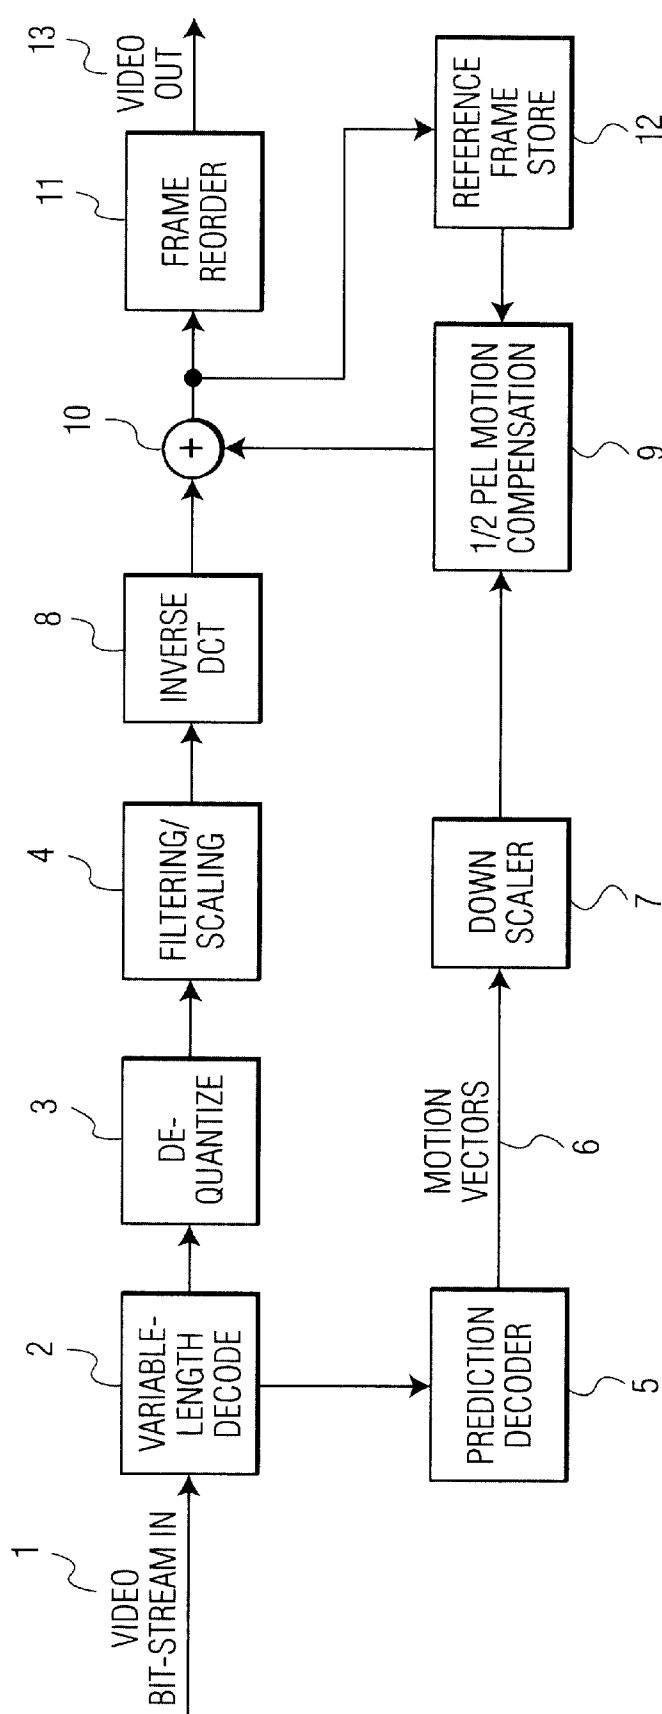 1
VIDEO
BIT-STREAM IN
2
VARIABLE-
LENGTH
DECODE
3
DE-
QUANTIZE
4
FILTERING/
SCALING
8
INVERSE
DCT
10
+
11
FRAME
REORDER
13
VIDEO
OUT
PREDICTION
DECODER
5
MOTION
VECTORS
6
DOWN
SCALER
7
1/2 PEL MOTION
COMPENSATION
9
REFERENCE
FRAME
STORE
12